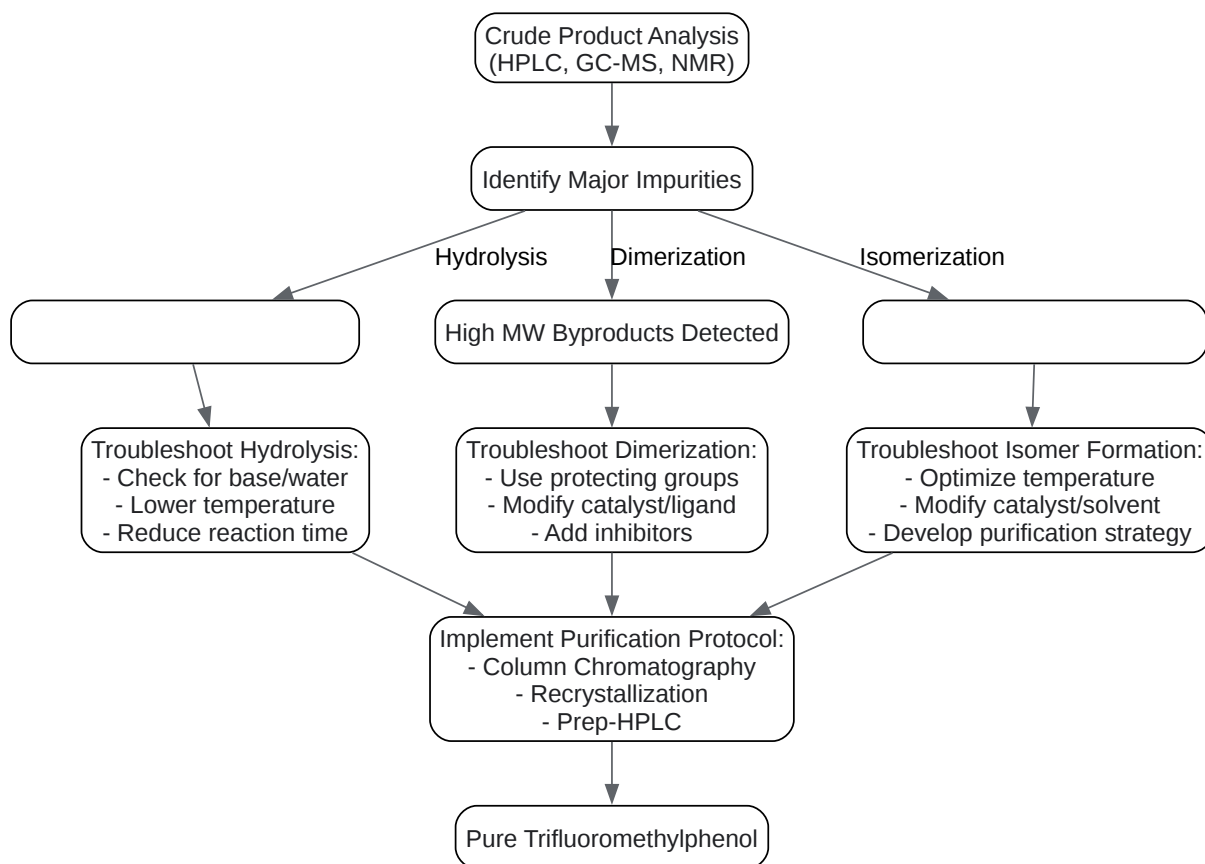 Crude Product Analysis
(HPLC, GC-MS, NMR)
Identify Major Impurities
Hydrolysis
Dimerization
Isomerization
High MW Byproducts Detected
Troubleshoot Hydrolysis:
- Check for base/water
- Lower temperature
- Reduce reaction time
Troubleshoot Dimerization:
- Use protecting groups
- Modify catalyst/ligand
- Add inhibitors
Troubleshoot Isomer Formation:
- Optimize temperature
- Modify catalyst/solvent
- Develop purification strategy
Implement Purification Protocol:
- Column Chromatography
- Recrystallization
- Prep-HPLC
Pure Trifluoromethylphenol